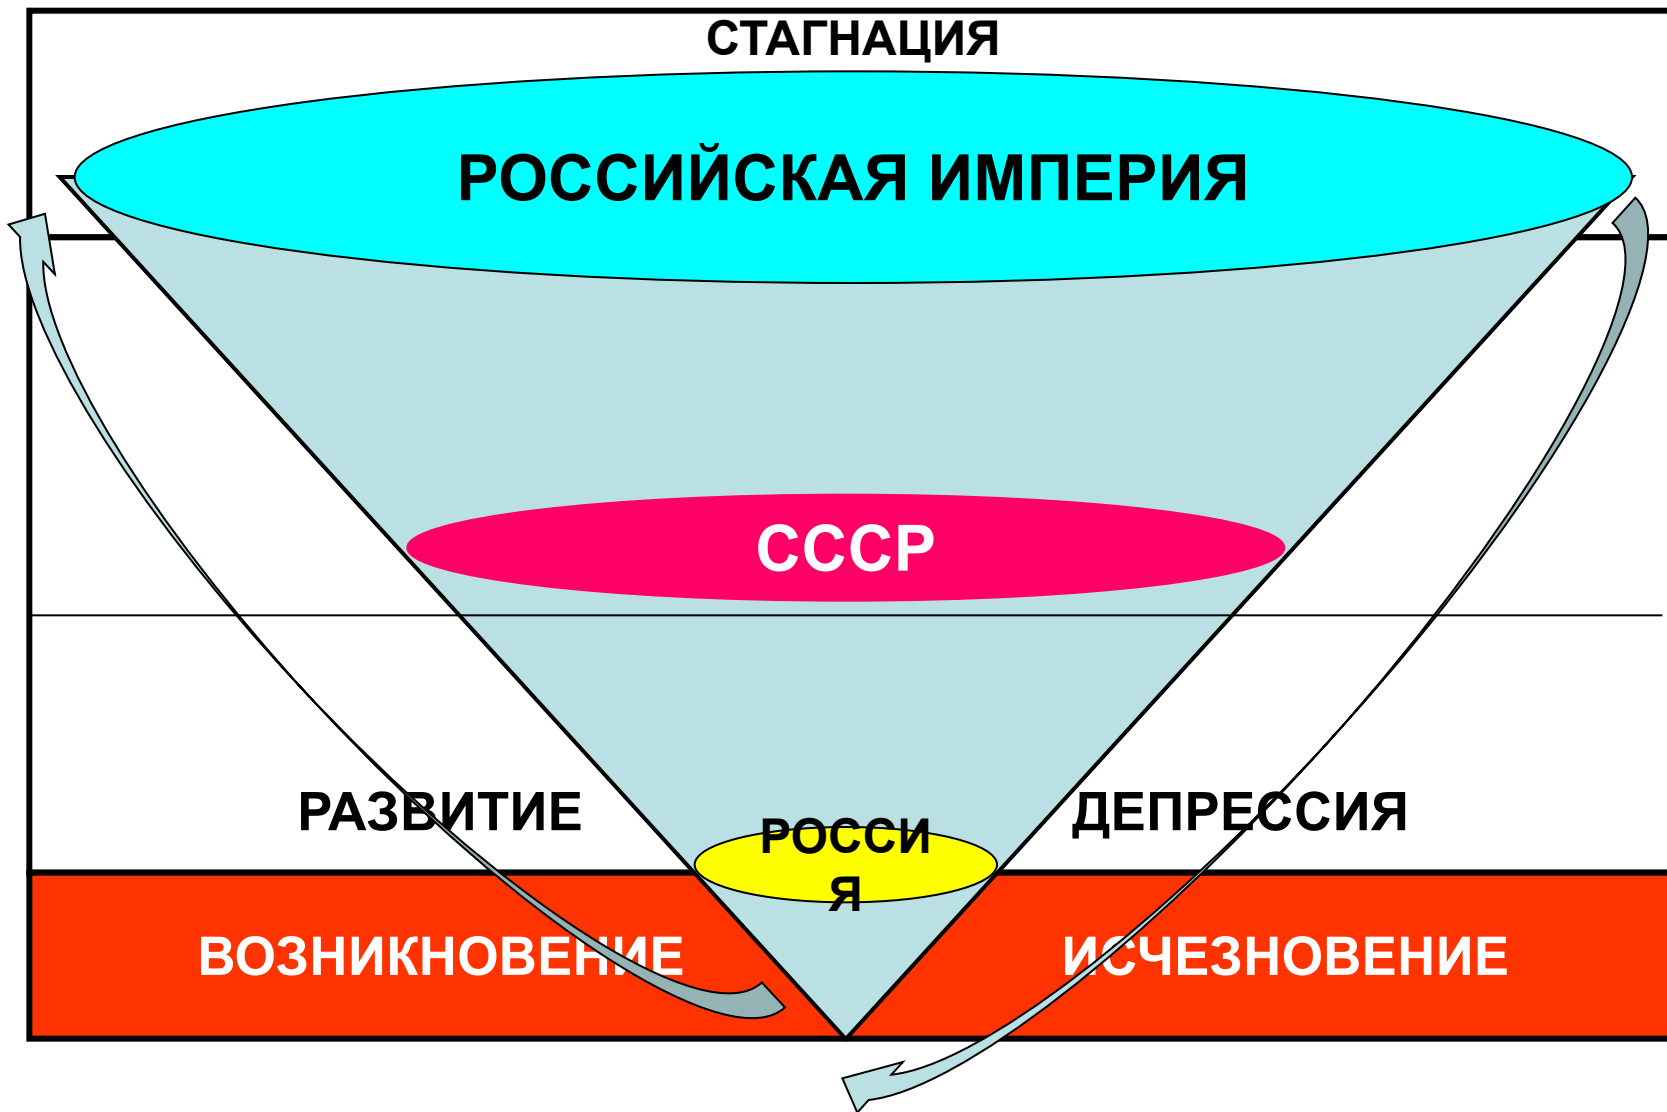 СТАГНАЦИЯ
РОССИЙСКАЯ ИМПЕРИЯ
СССР
РАЗВИТИЕ
ДЕПРЕССИЯ
РОССИ
Я
ВОЗНИКНОВЕНИЕ
ИСЧЕЗНОВЕНИЕ